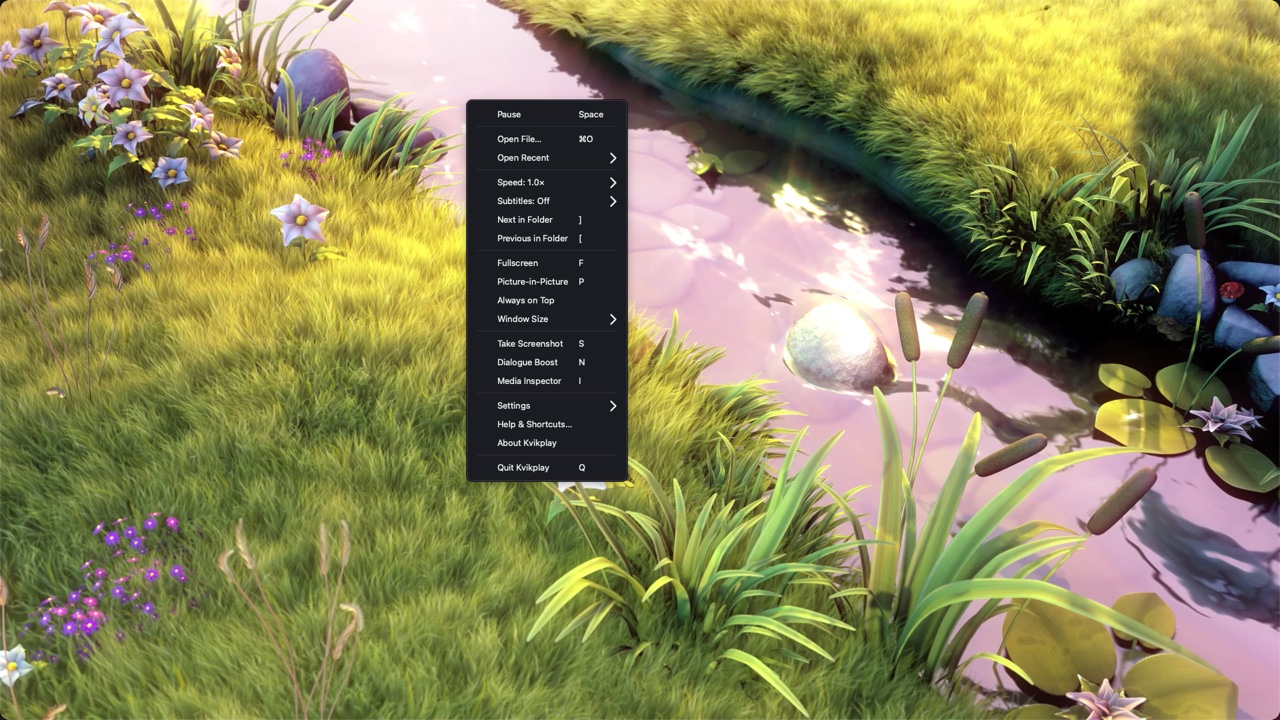 Pause Space
Open File... ⌘O
Open Recent
Speed: 1.0×
Subtitles: Off
Next in Folder ]
Previous in Folder [
Fullscreen F
Picture-in-Picture P
Always on Top
Window Size
Take Screenshot S
Dialogue Boost N
Media Inspector I
Settings
Help & Shortcuts...
About Kvikplay
Quit Kvikplay Q